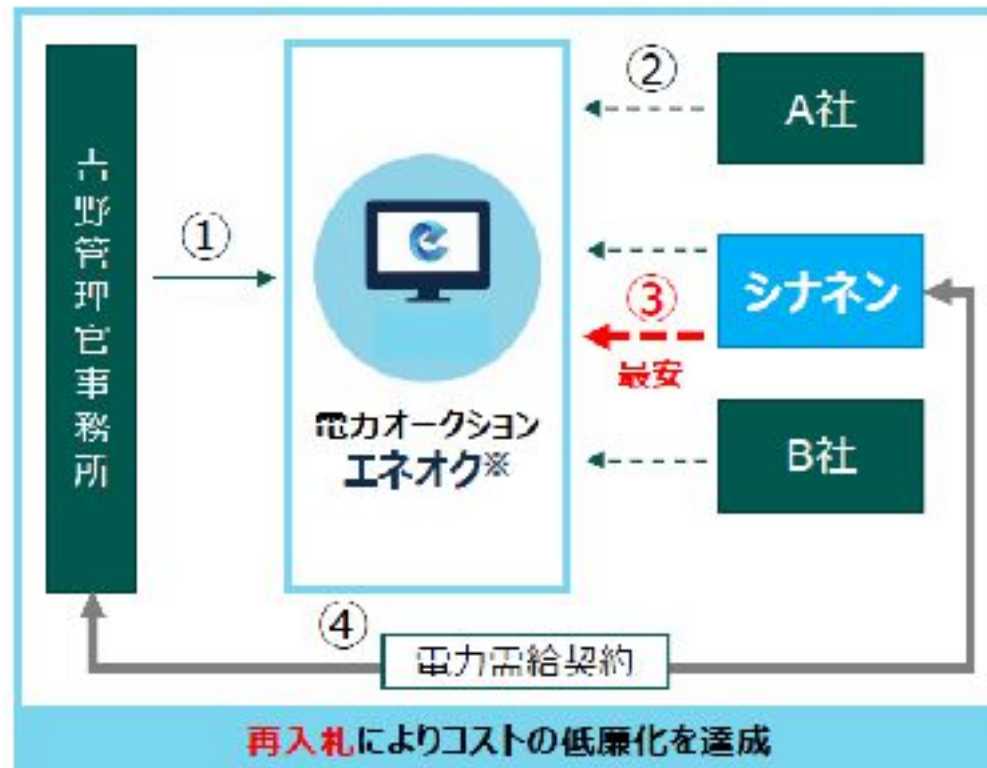 管理官事務所
①
②
A社
シナネン
③
最安
B社
電力オークション
エネオク※
④
電力需給契約
再入札によりコストの低廉化を達成